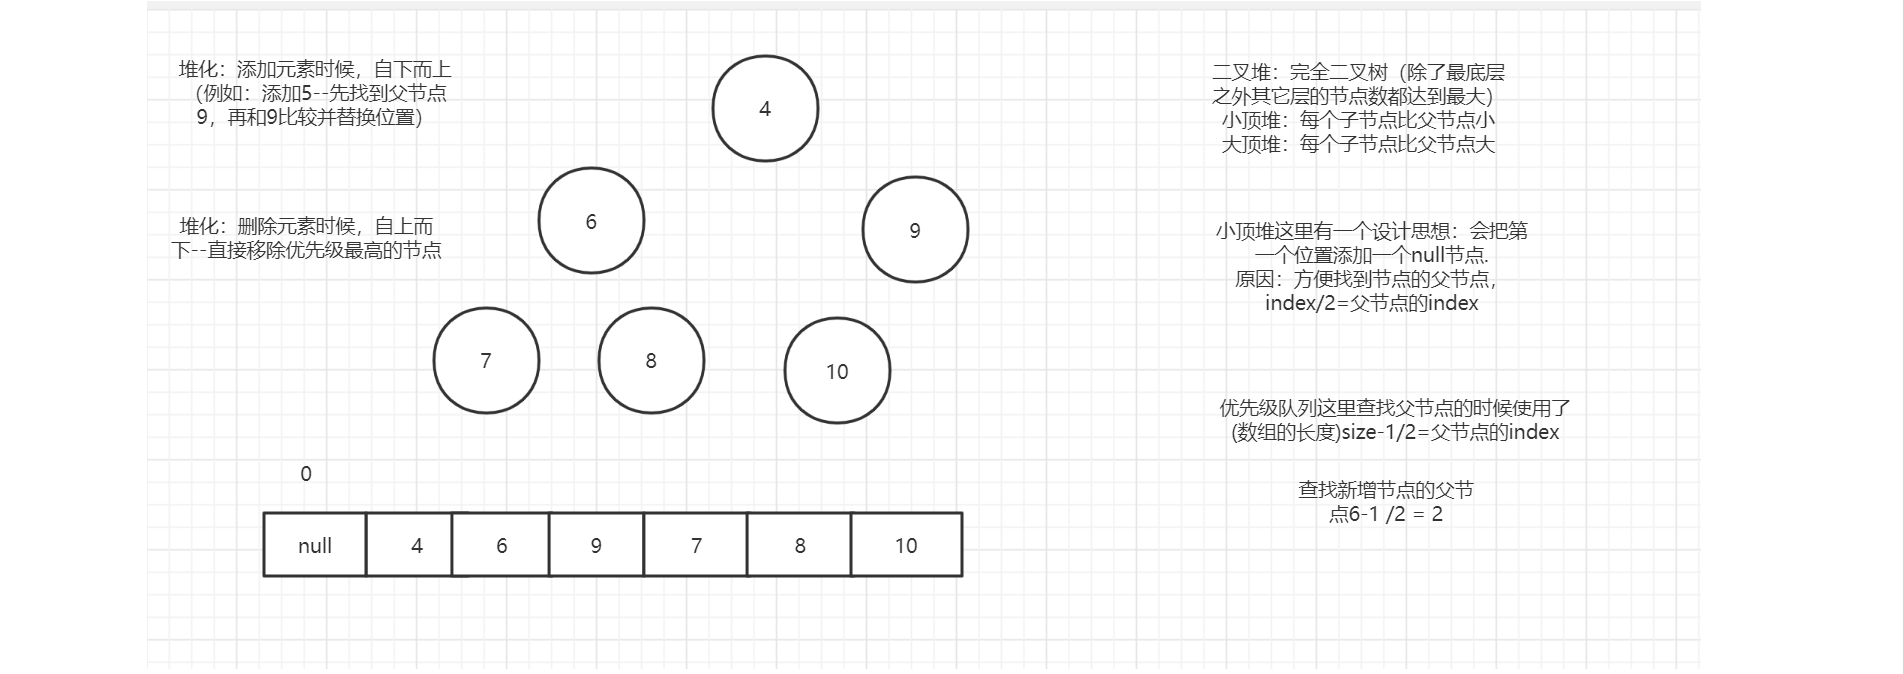 堆化：添加元素时候，自下而上
（例如：添加5--先找到父节点
9，再和9比较并替换位置）
堆化：删除元素时候，自上而
下--直接移除优先级最高的节点
4
6
9
7
8
10
二叉堆：完全二叉树（除了最底层
之外其它层的节点数都达到最大）
小顶堆：每个子节点比父节点小
大顶堆：每个子节点比父节点大
小顶堆这里有一个设计思想：会把第
一个位置添加一个null节点.
原因：方便找到节点的父节点，
index/2=父节点的index
优先级队列这里查找父节点的时候使用了
(数组的长度)size-1/2=父节点的index
查找新增节点的父节
点6-1 /2 = 2
0
null 4 6 9 7 8 10